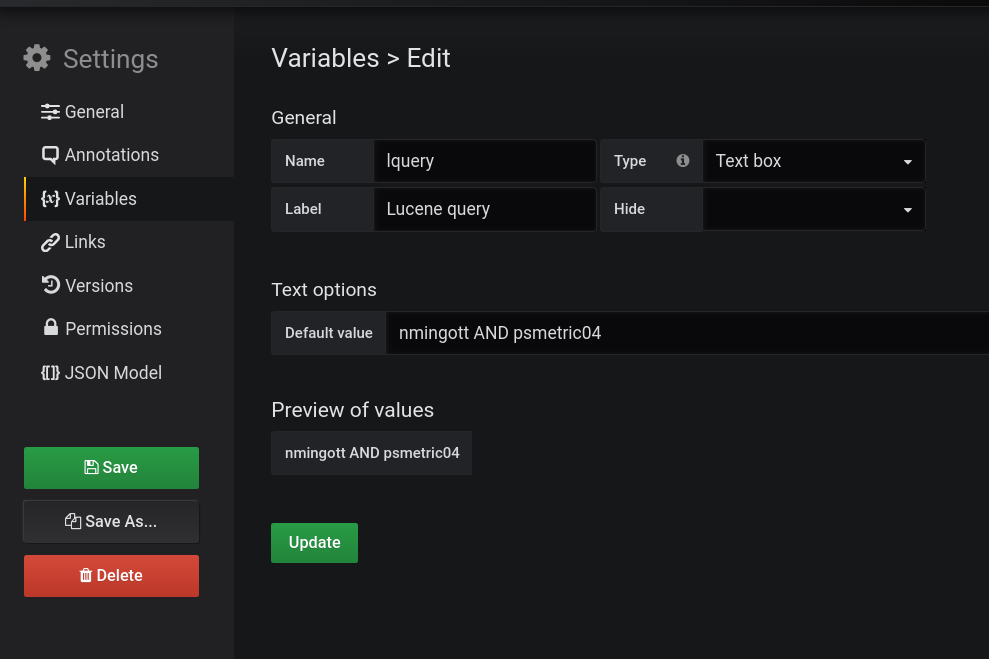 Settings
General
Annotations
Variables
Links
Versions
Permissions
JSON Model
Save
Save As...
Delete
Variables > Edit
General
Name lquery Type Text box
Label Lucene query Hide
Text options
Default value nmingott AND psmetric04
Preview of values
nmingott AND psmetric04
Update